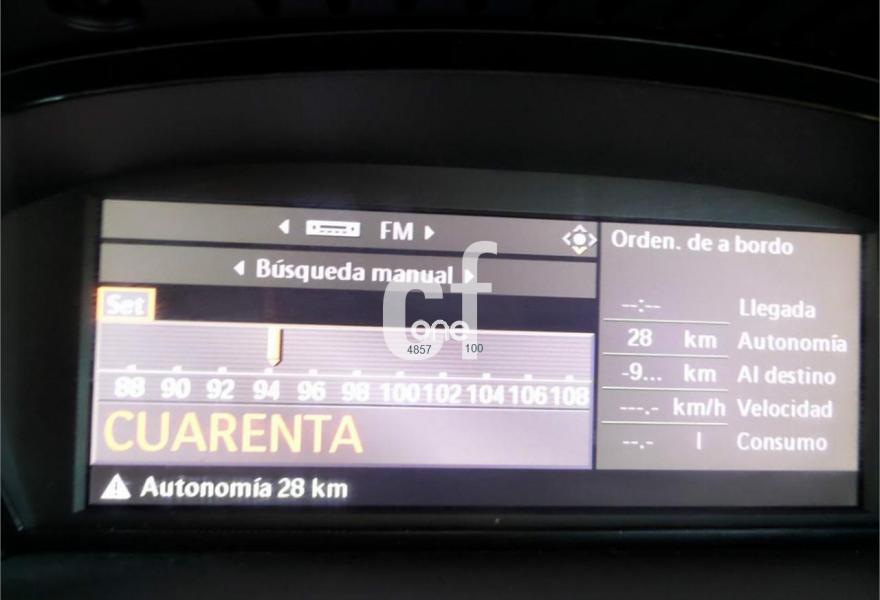 FM
Búsqueda manual
Set
88 90 92 94 96 98 100 102 104 106 108
CUARENTA
Autonomía 28 km
Orden. de a bordo
--:-- Llegada
28 km Autonomía
-9... km Al destino
---.- km/h Velocidad
--.- l Consumo
cf
one
4857 100